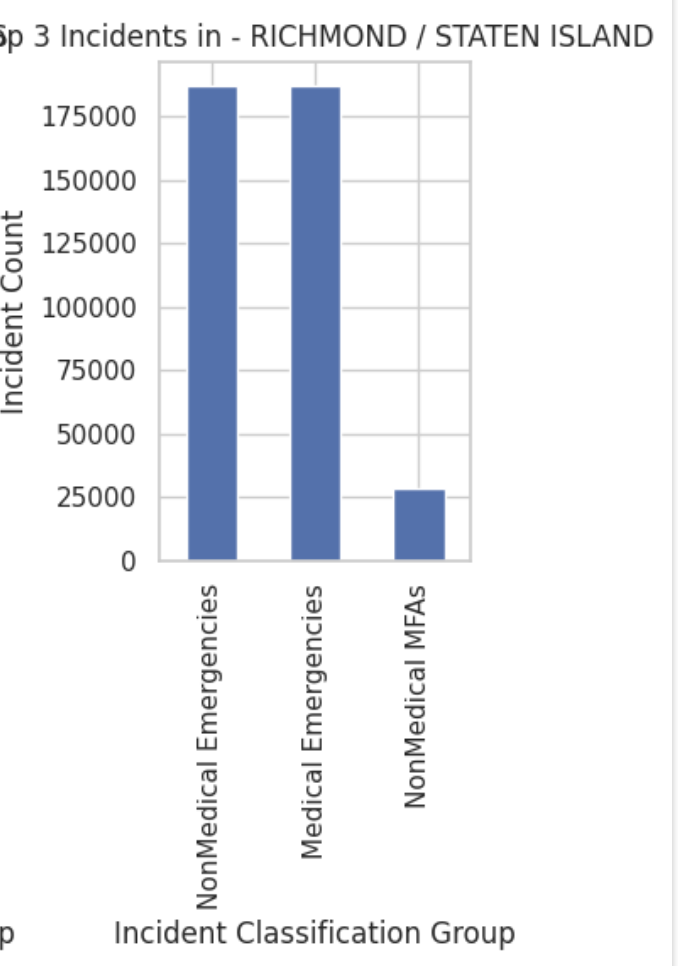 p 3 Incidents in - RICHMOND / STATEN ISLAND
Incident Count
175000
150000
125000
100000
75000
50000
25000
0
NonMedical Emergencies
Medical Emergencies
NonMedical MFAs
p
Incident Classification Group